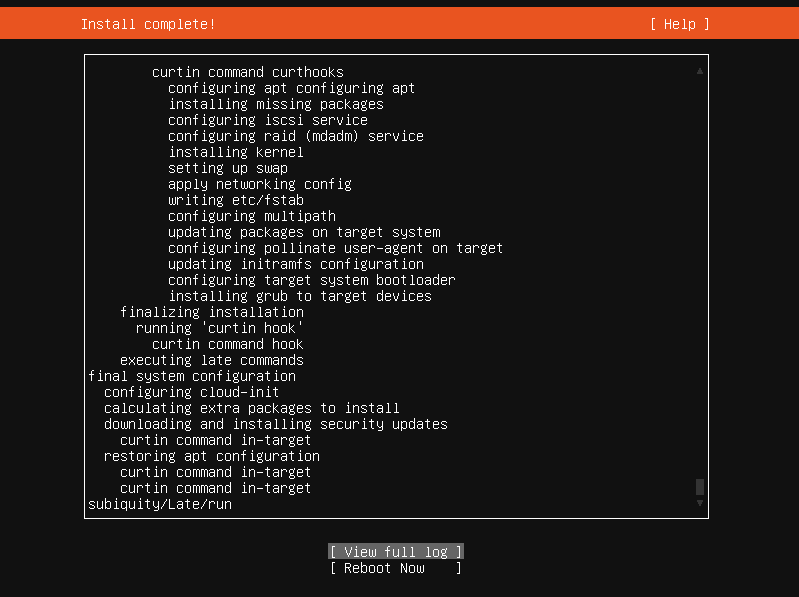 Install complete!
[ Help ]
curtin command curthooks
configuring apt configuring apt
installing missing packages
configuring iscsi service
configuring raid (mdadm) service
installing kernel
setting up swap
apply networking config
writing etc/fstab
configuring multipath
updating packages on target system
configuring pollinate user-agent on target
updating initramfs configuration
configuring target system bootloader
installing grub to target devices
finalizing installation
running 'curtin hook'
curtin command hook
executing late commands
final system configuration
configuring cloud-init
calculating extra packages to install
downloading and installing security updates
curtin command in-target
restoring apt configuration
curtin command in-target
curtin command in-target
subiquity/Late/run
[ View full log ]
[ Reboot Now ]